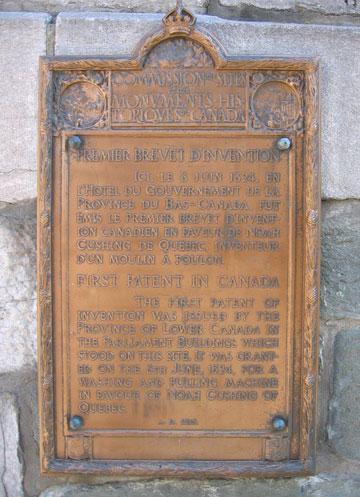 COMMISSION DES SITES
ET DES
MONUMENTS HIS
TORIQUES DU CANADA
PREMIER BREVET D'INVENTION
ICI, LE 8 JUIN 1824, EN
L'HÔTEL DU GOUVERNEMENT DE LA
PROVINCE DU BAS-CANADA, FUT
ÉMIS LE PREMIER BREVET D'INVENT-
ION CANADIEN EN FAVEUR DE NOAH
CUSHING DE QUÉBEC, INVENTEUR
D'UN MOULIN À FOULON.
FIRST PATENT IN CANADA
THE FIRST PATENT OF
INVENTION WAS ISSUED BY THE
PROVINCE OF LOWER CANADA IN
THE PARLIAMENT BUILDINGS WHICH
STOOD ON THIS SITE. IT WAS GRANT-
ED ON THE 8TH JUNE, 1824, FOR A
WASHING AND FULLING MACHINE
IN FAVOUR OF NOAH CUSHING OF
QUEBEC.